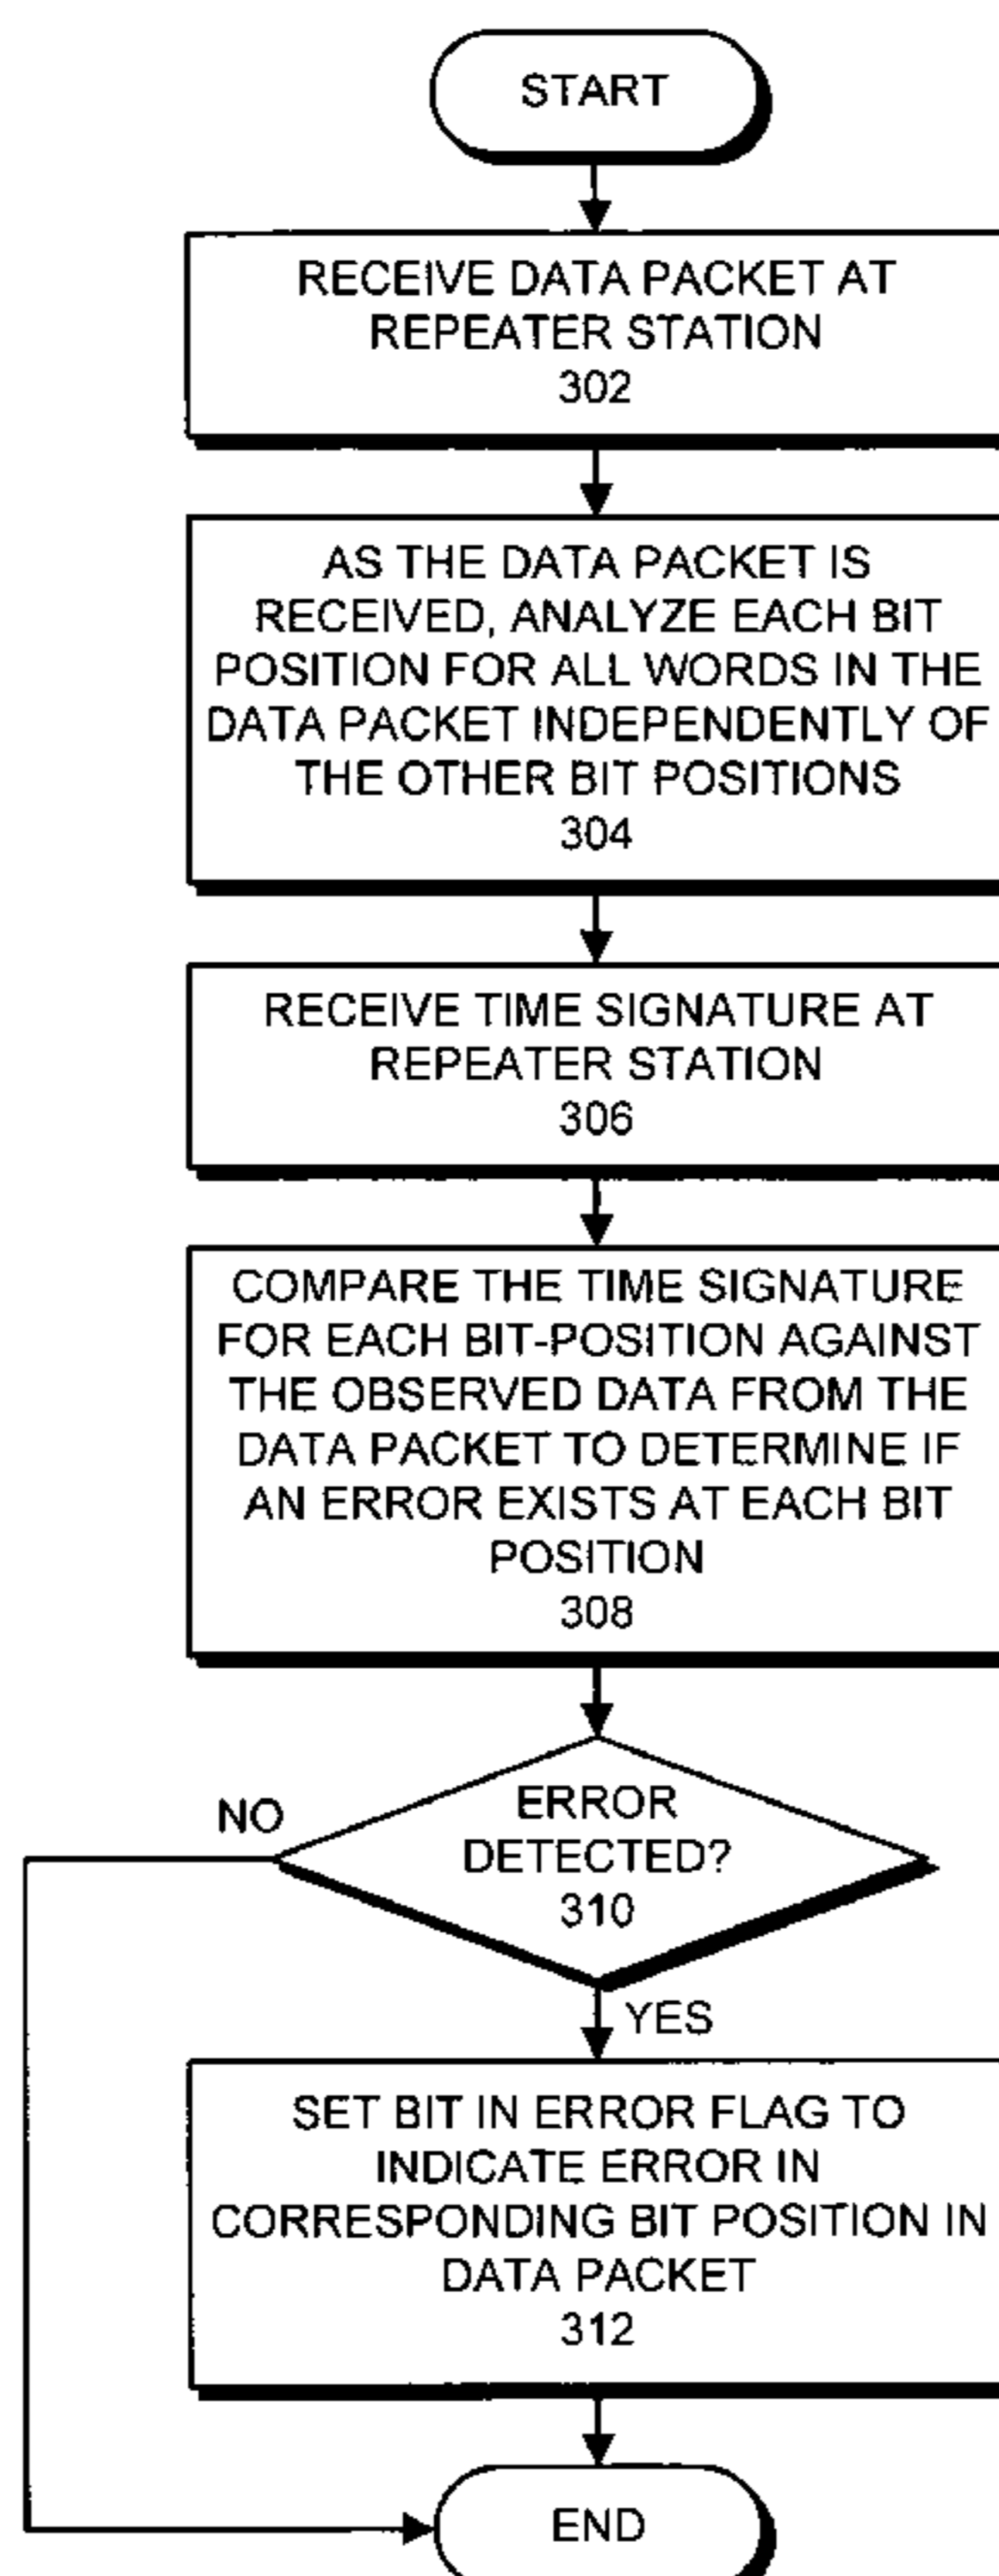 START
RECEIVE DATA PACKET AT
REPEATER STATION
302
AS THE DATA PACKET IS
RECEIVED, ANALYZE EACH BIT
POSITION FOR ALL WORDS IN THE
DATA PACKET INDEPENDENTLY OF
THE OTHER BIT POSITIONS
304
RECEIVE TIME SIGNATURE AT
REPEATER STATION
306
COMPARE THE TIME SIGNATURE
FOR EACH BIT-POSITION AGAINST
THE OBSERVED DATA FROM THE
DATA PACKET TO DETERMINE IF
AN ERROR EXISTS AT EACH BIT
POSITION
308
NO
ERROR
DETECTED?
310
YES
SET BIT IN ERROR FLAG TO
INDICATE ERROR IN
CORRESPONDING BIT POSITION IN
DATA PACKET
312
END